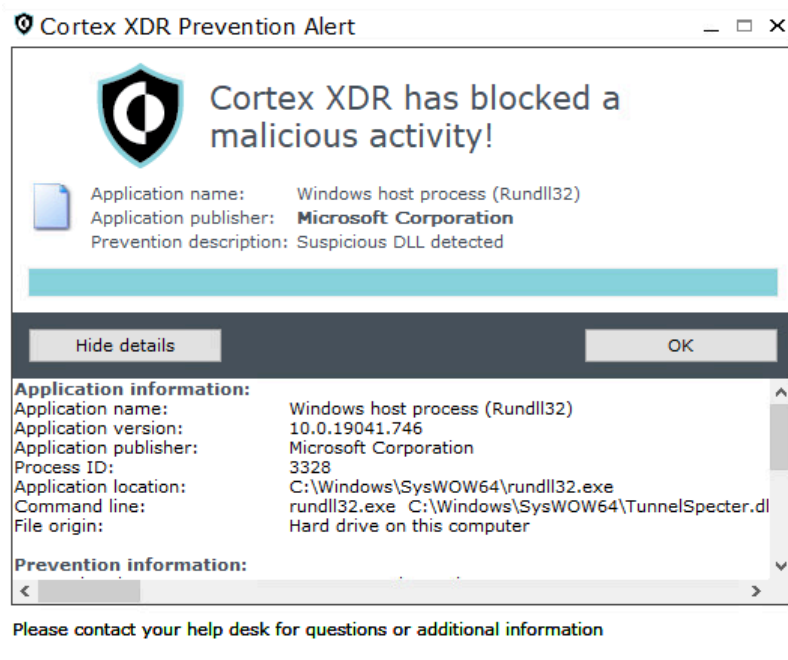 Cortex XDR Prevention Alert
Cortex XDR has blocked a
malicious activity!
Application name: Windows host process (Rundll32)
Application publisher: Microsoft Corporation
Prevention description: Suspicious DLL detected
Hide details OK
Application information:
Application name: Windows host process (Rundll32)
Application version: 10.0.19041.746
Application publisher: Microsoft Corporation
Process ID: 3328
Application location: C:\Windows\SysWOW64\rundll32.exe
Command line: rundll32.exe C:\Windows\SysWOW64\TunnelSpecter.dl
File origin: Hard drive on this computer
Prevention information:
Please contact your help desk for questions or additional information